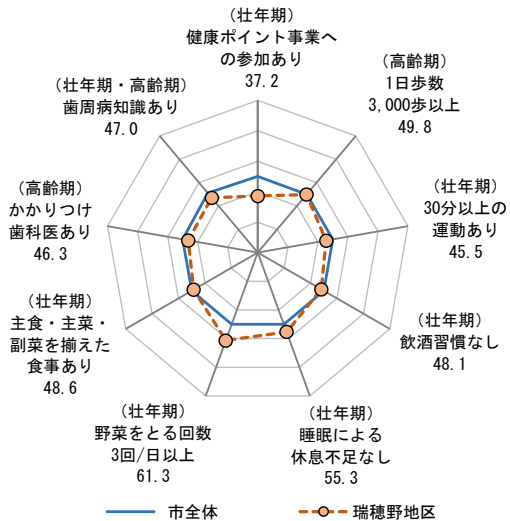 （壮年期）
健康ポイント事業へ
の参加あり
37.2
（高齢期）
1日歩数
3,000歩以上
49.8
（壮年期）
30分以上の
運動あり
45.5
（壮年期）
飲酒習慣なし
48.1
（壮年期）
睡眠による
休息不足なし
55.3
（壮年期）
野菜をとる回数
3回/日以上
61.3
（壮年期）
主食・主菜・
副菜を揃えた
食事あり
48.6
（高齢期）
かかりつけ
歯科医あり
46.3
（壮年期・高齢期）
歯周病知識あり
47.0
市全体
瑞穂野地区